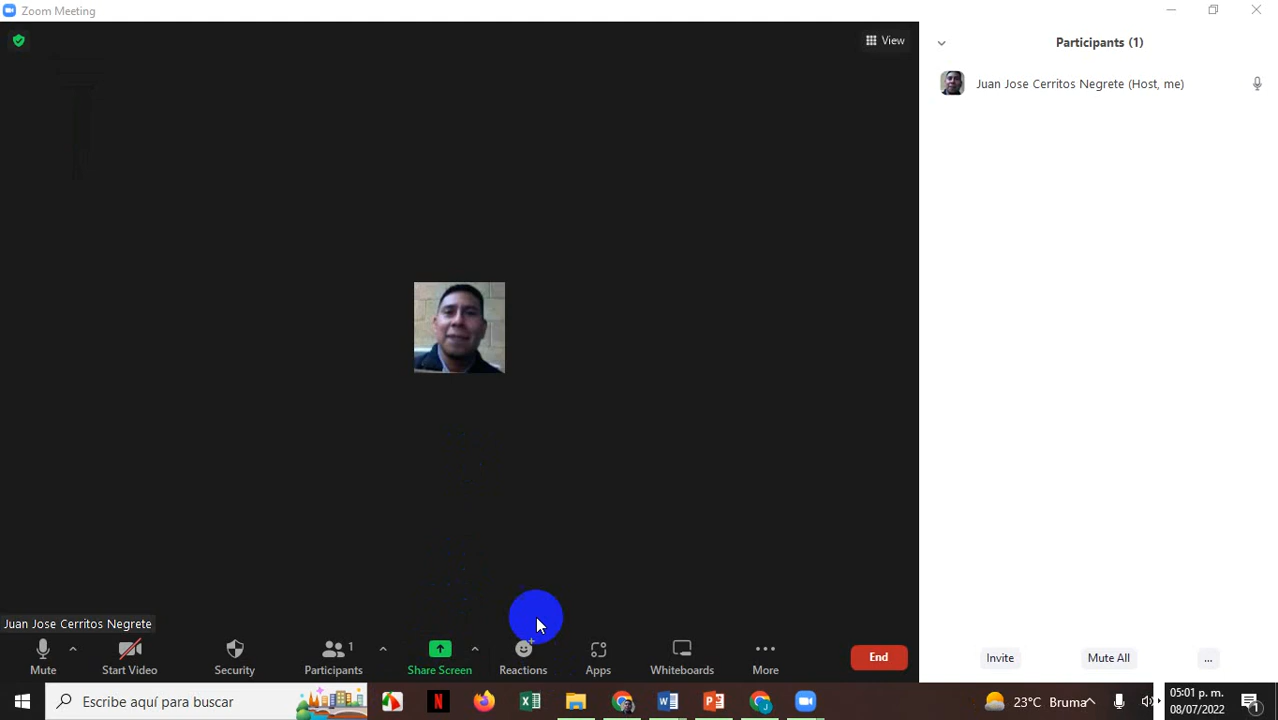 Zoom Meeting
View
Participants (1)
Juan Jose Cerritos Negrete (Host, me)
Juan Jose Cerritos Negrete
1
Mute
Start Video
Security
Participants
Share Screen
Reactions
Apps
Whiteboards
More
End
Invite
Mute All
...
Escribe aquí para buscar
23°C Bruma
05:01 p. m.
08/07/2022
1